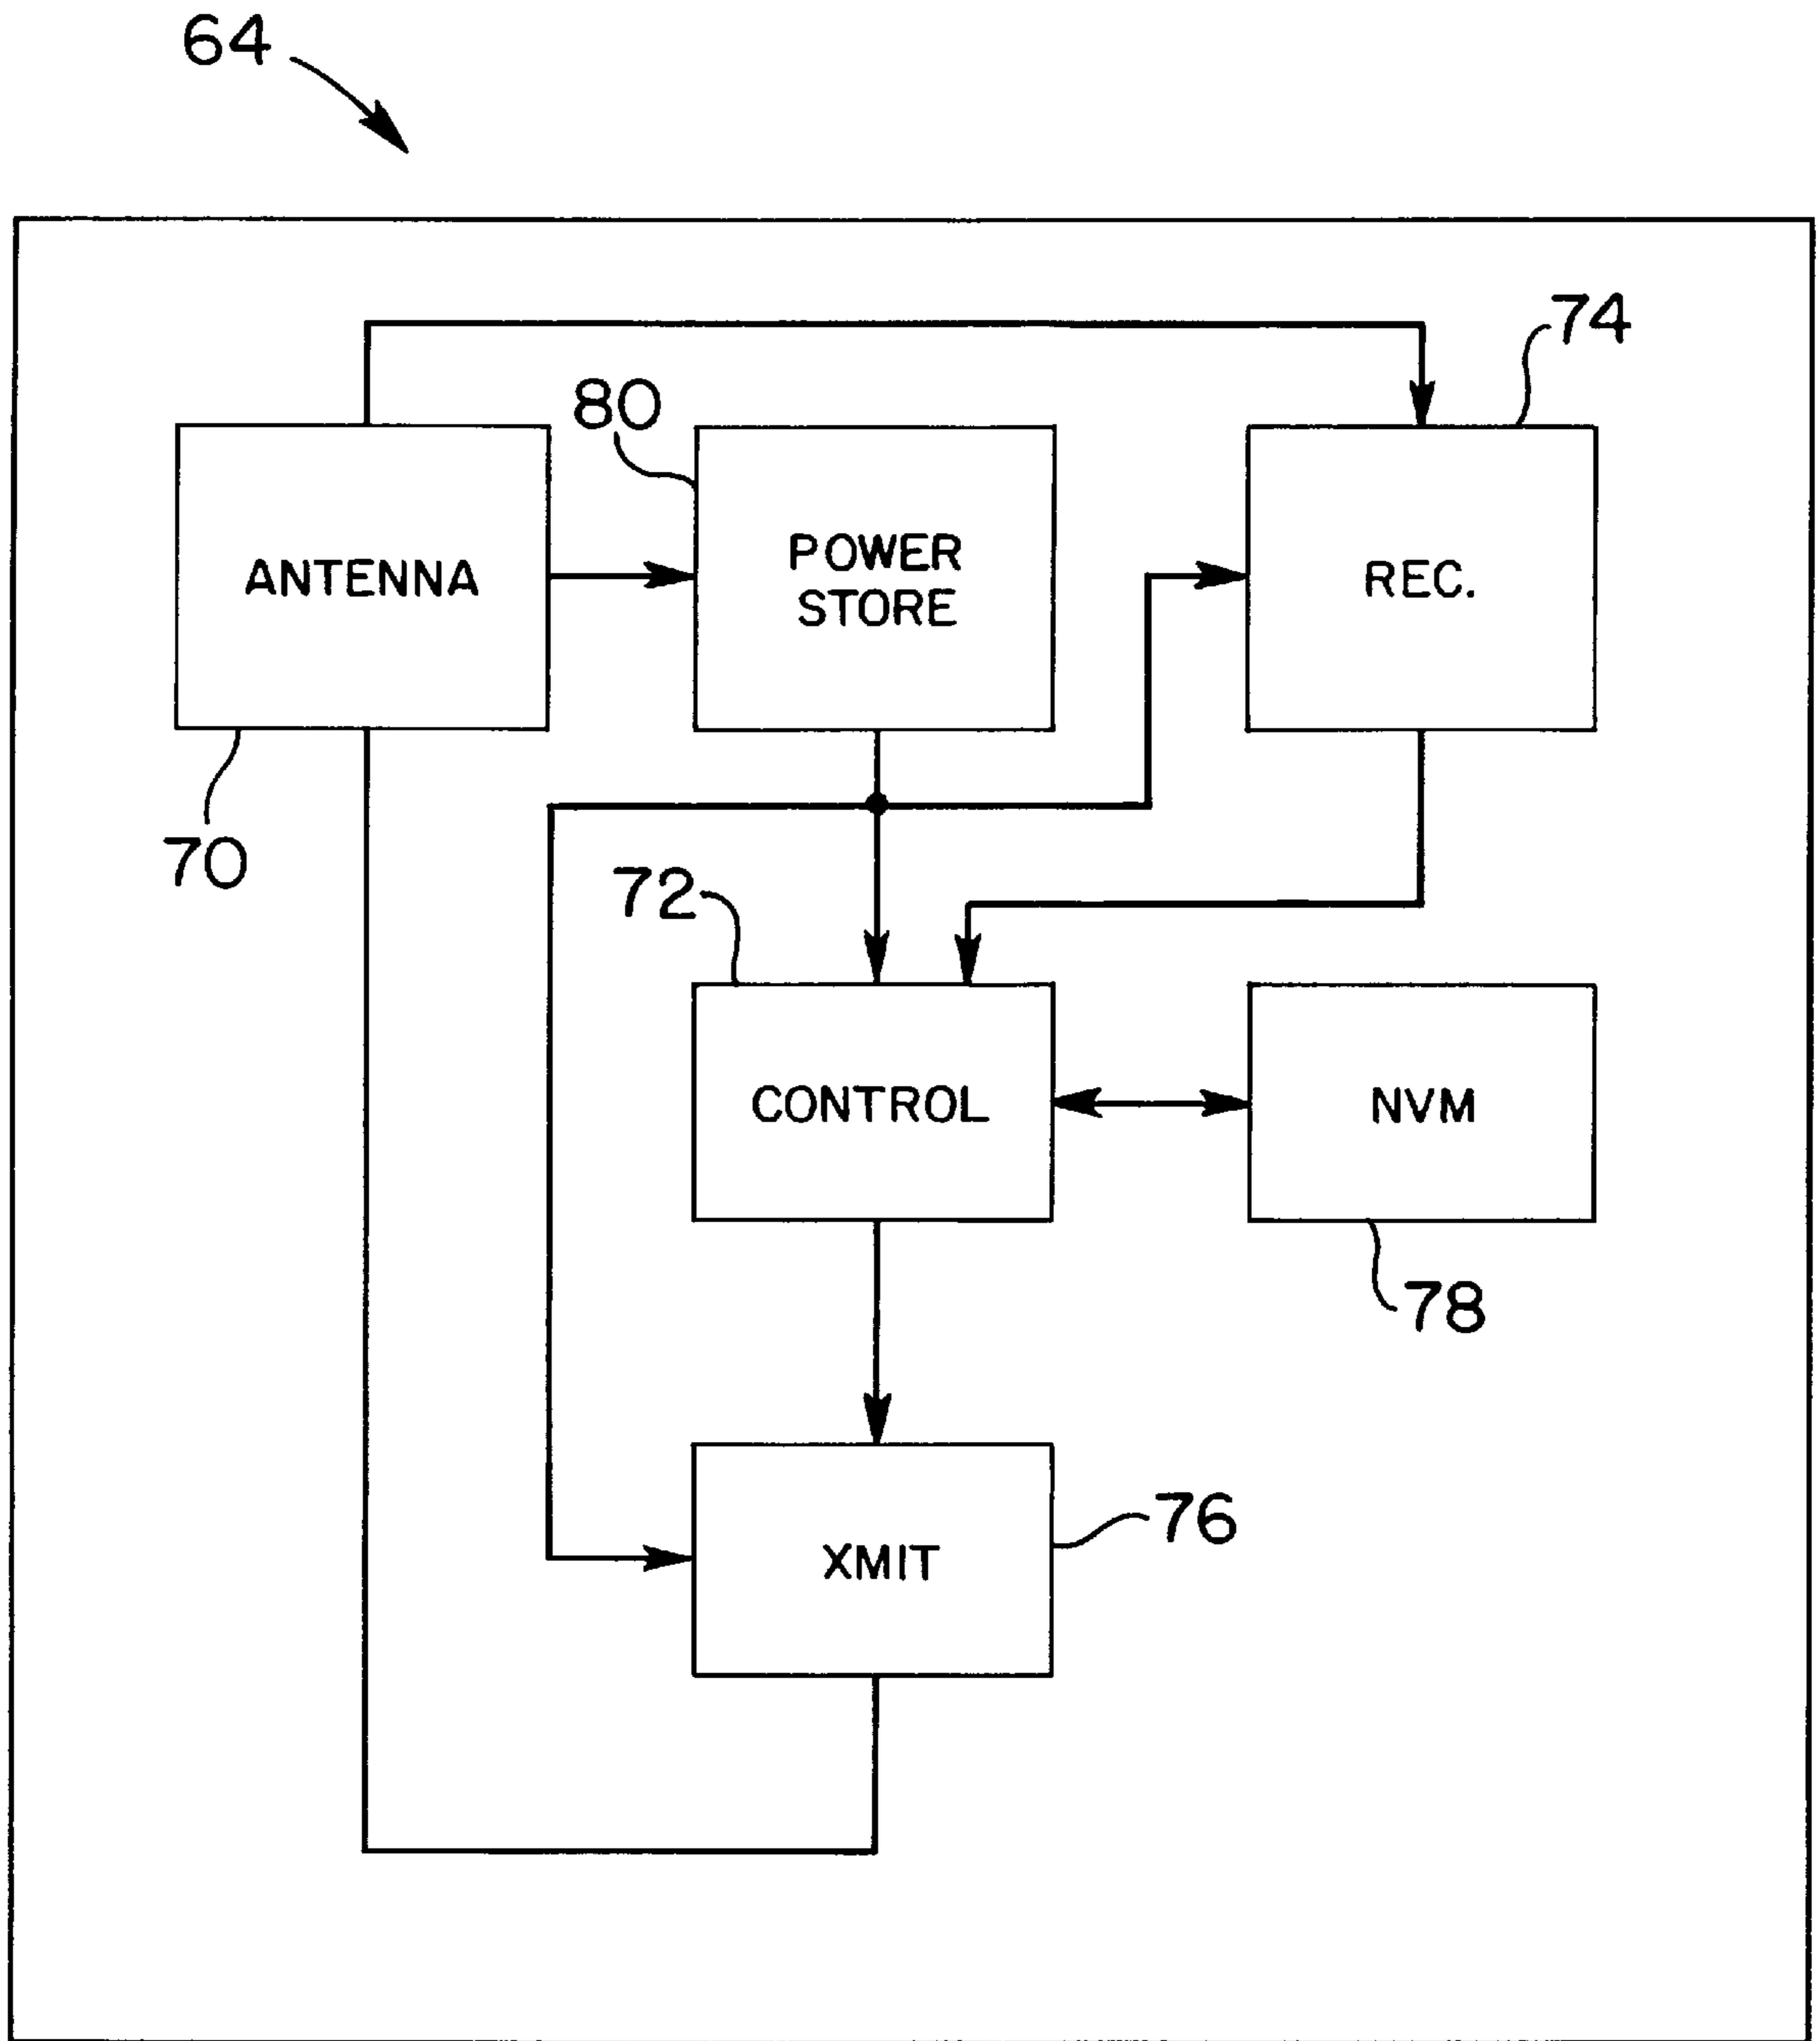 64
74
80
ANTENNA
POWER
STORE
REC.
70
72
CONTROL
NVM
78
76
XMIT